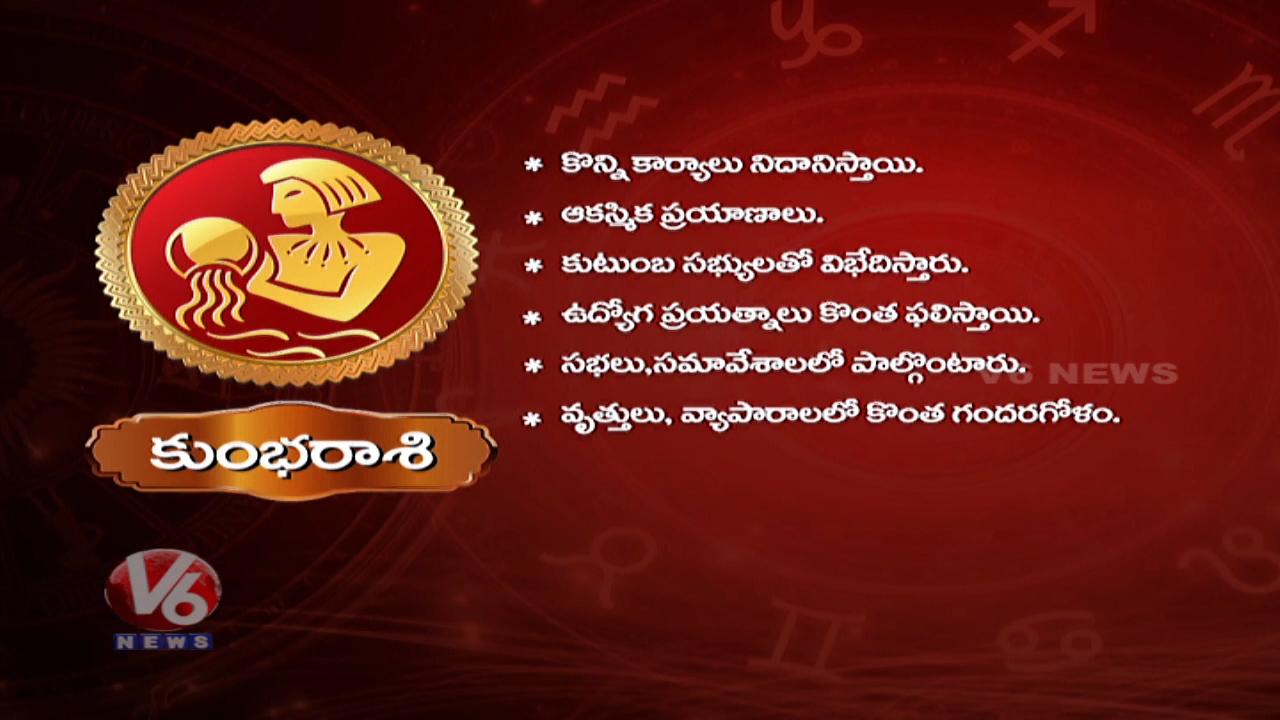 * కొన్ని కార్యాలు నిదానిస్తాయి.
* ఆకస్మిక ప్రయాణాలు.
* కుటుంబ సభ్యులతో విభేదిస్తారు.
* ఉద్యోగ ప్రయత్నాలు కొంత ఫలిస్తాయి.
* సభలు,సమావేశాలలో పాల్గొంటారు.
V6 NEWS
* వృత్తులు, వ్యాపారాలలో కొంత గందరగోళం.
కుంభరాశి
V6
NEWS